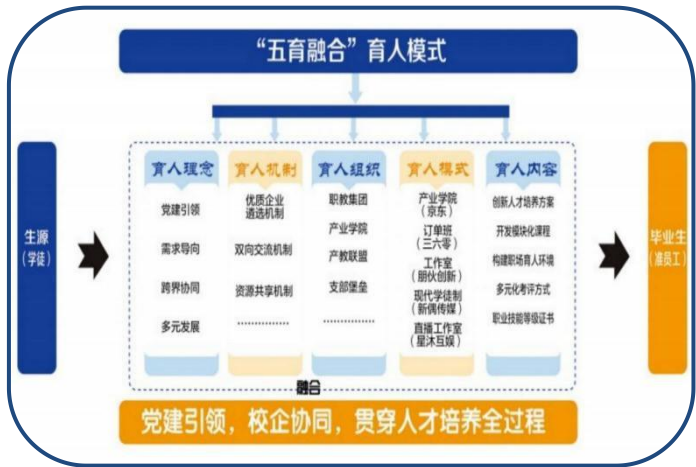 “五育融合”育人模式
生源
（学徒）
育人理念
党建引领
需求导向
跨界协同
多元发展
育人机制
优质企业
遴选机制
双向交流机制
资源共享机制
……………
育人组织
职教集团
产业学院
产教联盟
支部堡垒
……………
育人模式
产业学院
（京东）
订单班
（三六零）
工作室
（朋伙创新）
现代学徒制
（新偶传媒）
直播工作室
（星沐互娱）
育人内容
创新人才培养方案
开发模块化课程
构建职场育人环境
多元化考评方式
职业技能等级证书
毕业生
（准员工）
融合
党建引领，校企协同，贯穿人才培养全过程